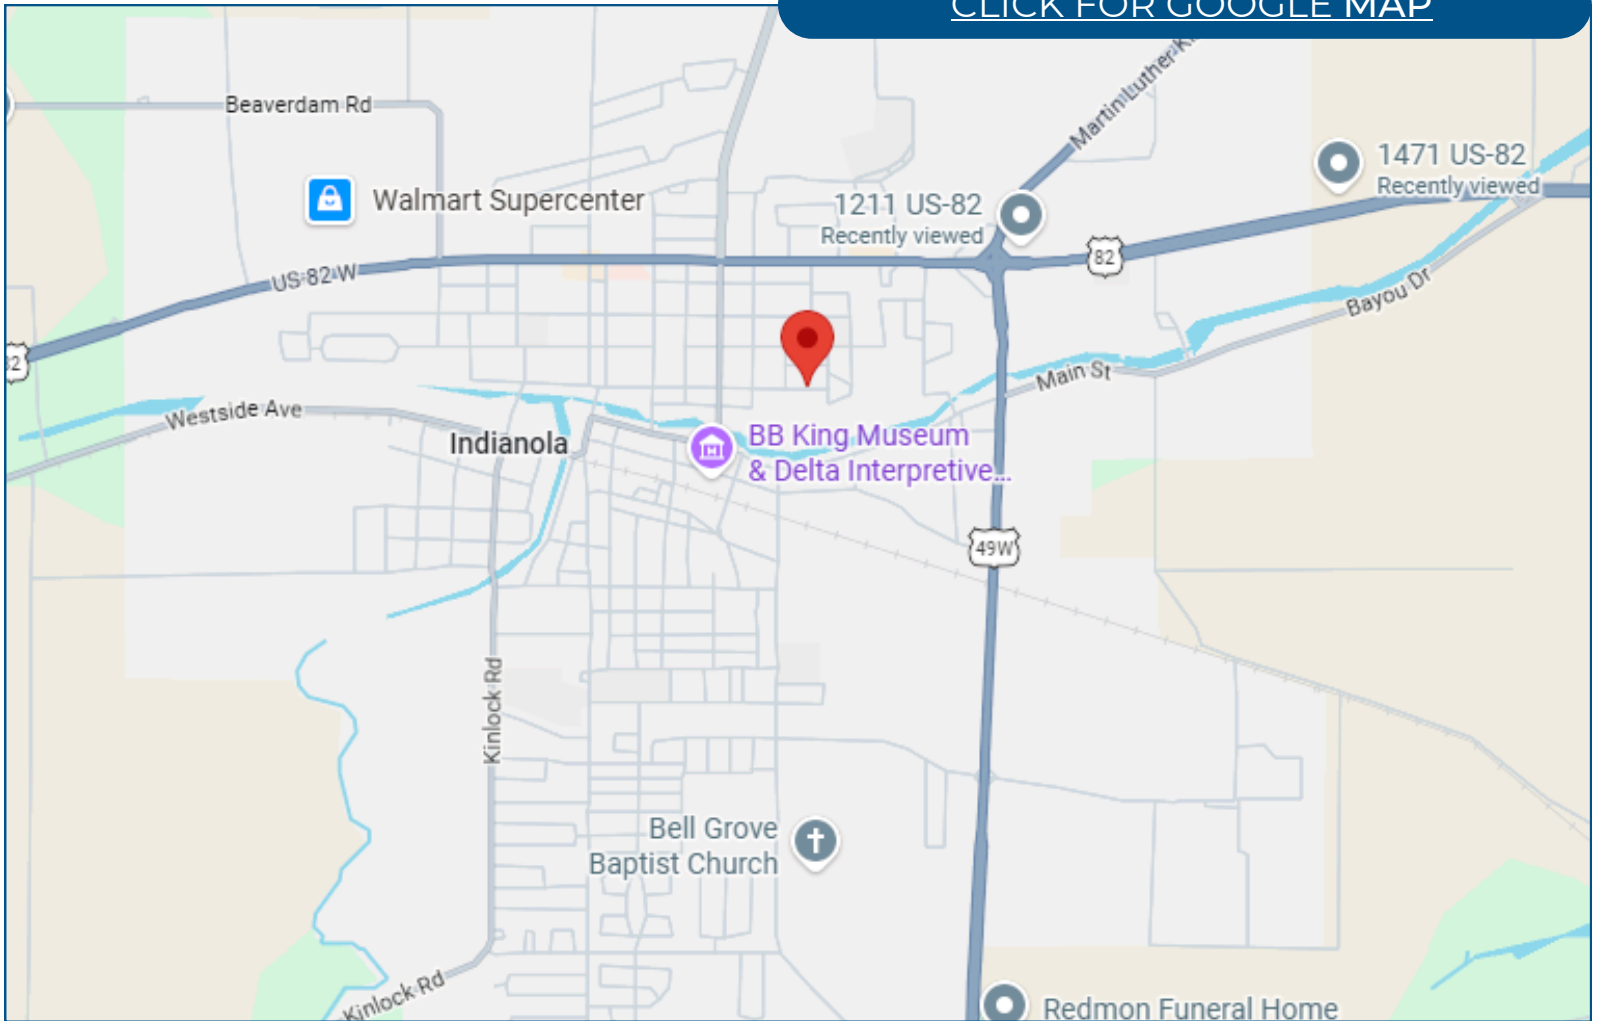 CLICK FOR GOOGLE MAP
Beaverdam Rd
Martin Luther K
1471 US-82
Recently viewed
Walmart Supercenter
1211 US-82
Recently viewed
82
US-82 W
Bayou Dr
32
Main St
Westside Ave
Indianola
BB King Museum
& Delta Interpretive...
49W
Kinlock Rd
Bell Grove
Baptist Church
Kinlock Rd
Redmon Funeral Home